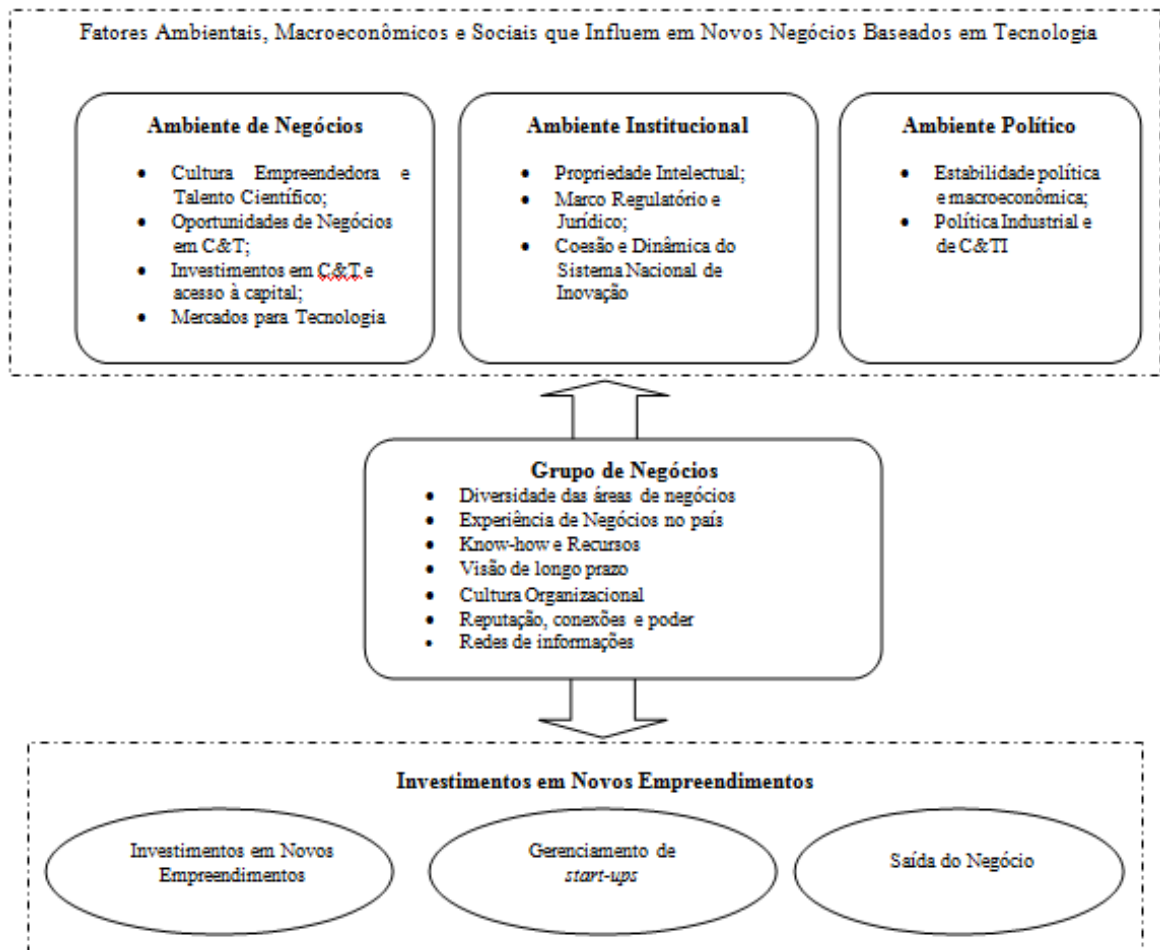 Fatores Ambientais, Macroeconômicos e Sociais que Influem em Novos Negócios Baseados em Tecnologia
Ambiente de Negócios
• Cultura Empreendedora e
Talento Científico;
• Oportunidades de Negócios
em C&T;
• Investimentos em C&T e
acesso à capital;
• Mercados para Tecnologia
Ambiente Institucional
• Propriedade Intelectual;
• Marco Regulatório e
Jurídico;
• Coesão e Dinâmica do
Sistema Nacional de
Inovação
Ambiente Político
• Estabilidade política
e macroeconômica;
• Política Industrial e
de C&TI
Grupo de Negócios
• Diversidade das áreas de negócios
• Experiência de Negócios no país
• Know-how e Recursos
• Visão de longo prazo
• Cultura Organizacional
• Reputação, conexões e poder
• Redes de informações
Investimentos em Novos Empreendimentos
Investimentos em Novos
Empreendimentos
Gerenciamento de
start-ups
Saída do Negócio